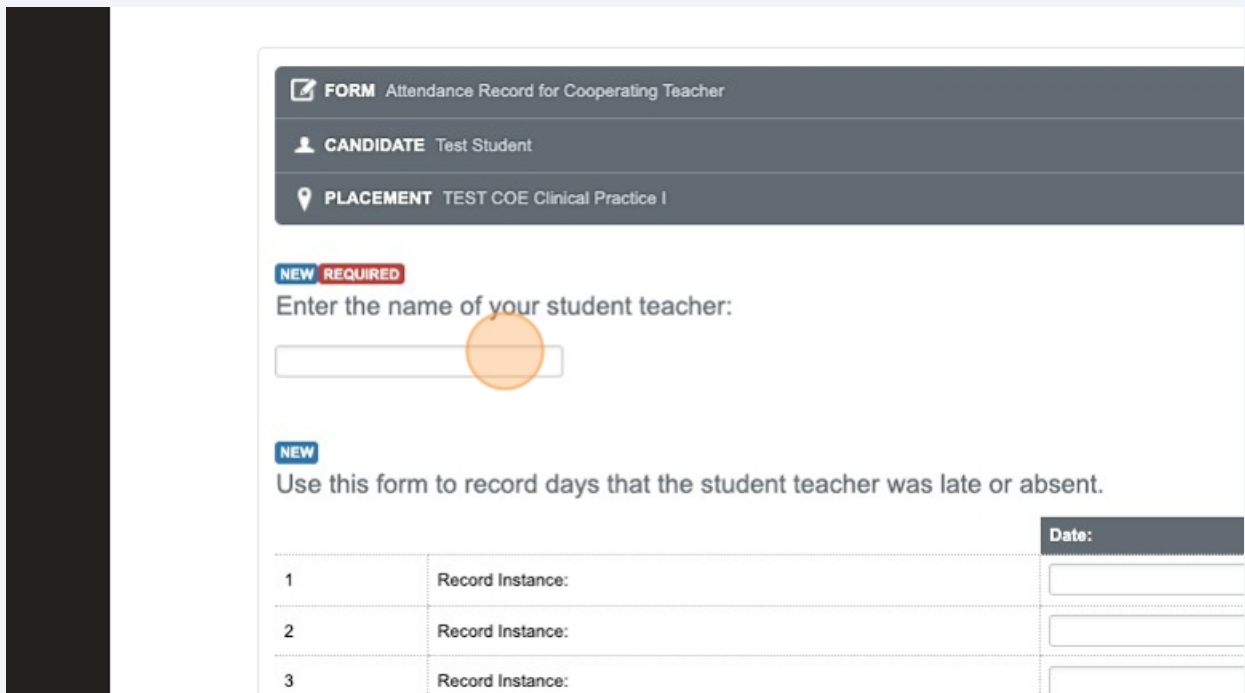 FORM Attendance Record for Cooperating Teacher
CANDIDATE Test Student
PLACEMENT TEST COE Clinical Practice I
NEW REQUIRED
Enter the name of your student teacher:
NEW
Use this form to record days that the student teacher was late or absent.
Date:
1 Record Instance:
2 Record Instance:
3 Record Instance: